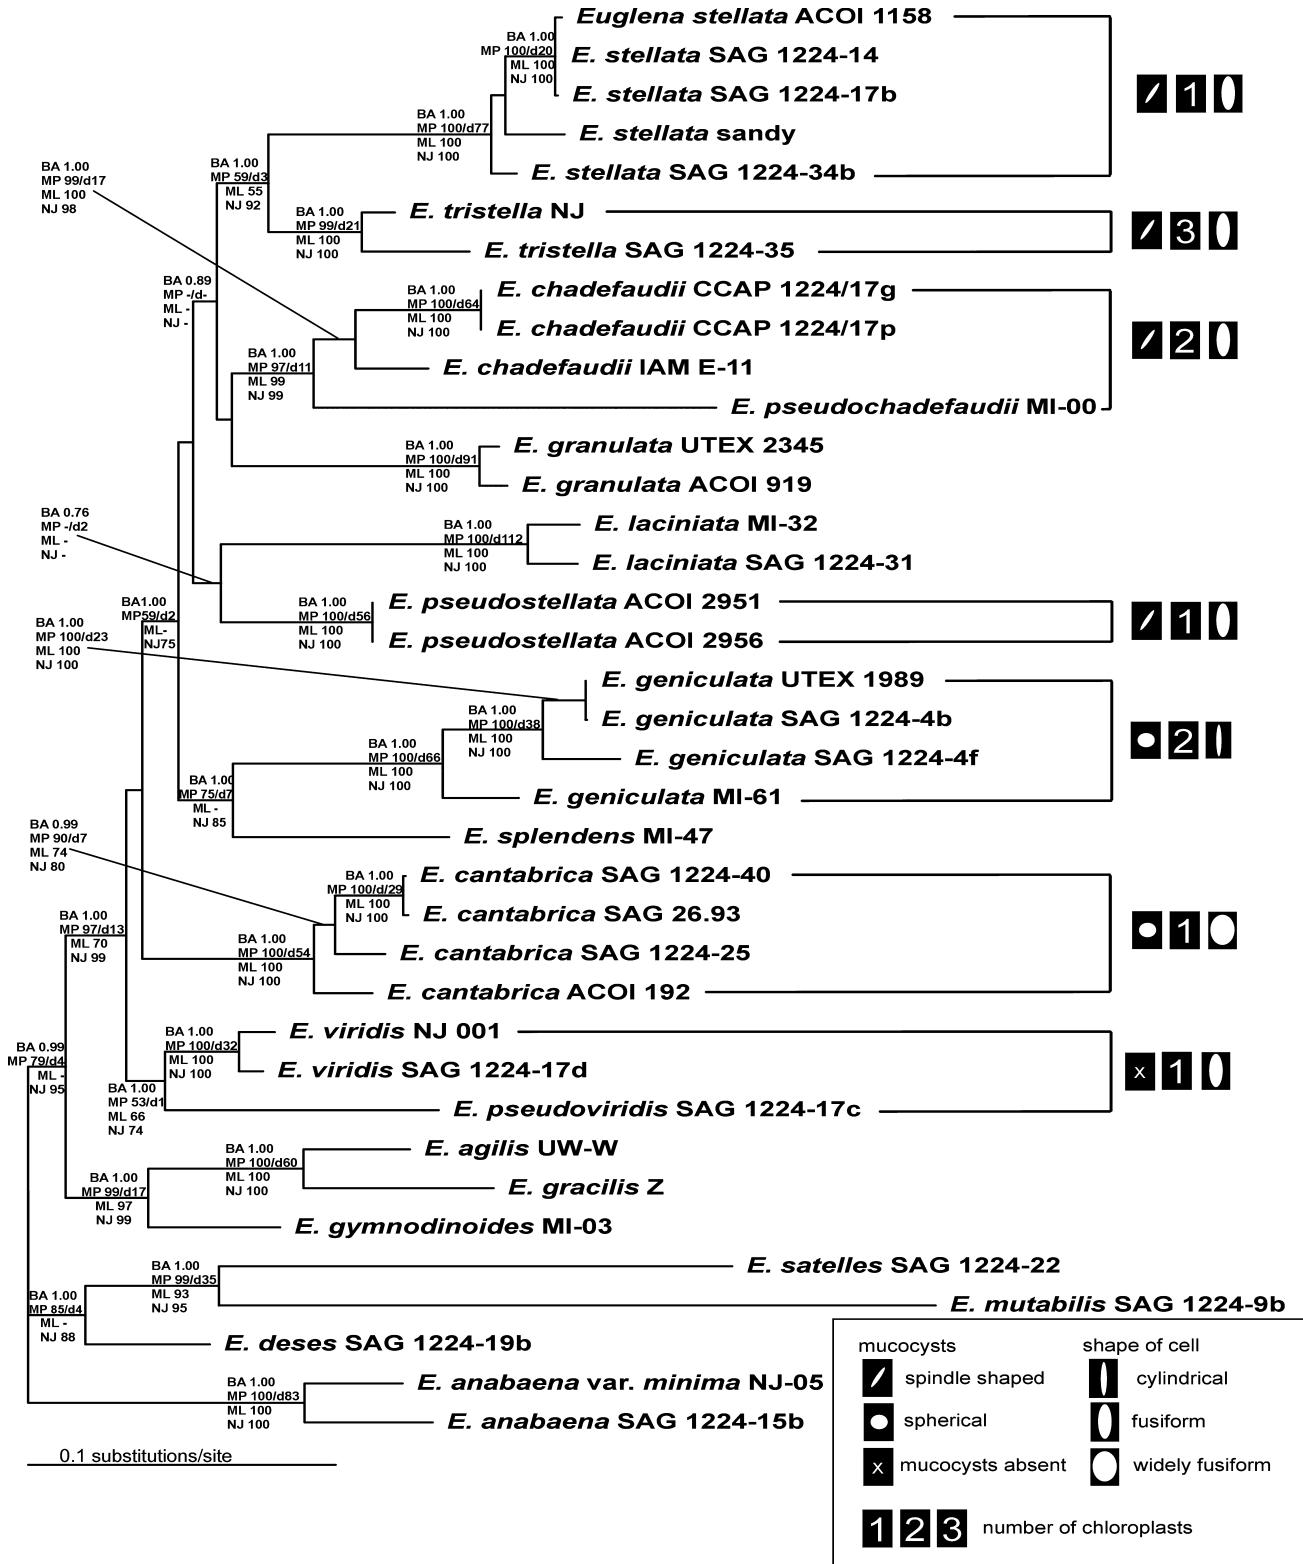 Euglena stellata ACOI 1158
BA 1.00
MP 100/d20
ML 100
NJ 100
E. stellata SAG 1224-14
E. stellata SAG 1224-17b
1
BA 1.00
MP 100/d77
ML 100
NJ 100
E. stellata sandy
E. stellata SAG 1224-34b
BA 1.00
MP 59/d3
ML 55
NJ 92
BA 1.00
MP 99/d17
ML 100
NJ 98
BA 1.00
MP 99/d21
ML 100
NJ 100
E. tristella NJ
E. tristella SAG 1224-35
3
BA 0.89
MP -/d-
ML -
NJ -
BA 1.00
MP 100/d64
ML 100
NJ 100
E. chadefaudii CCAP 1224/17g
E. chadefaudii CCAP 1224/17p
2
BA 1.00
MP 97/d11
ML 99
NJ 99
E. chadefaudii IAM E-11
E. pseudochadefaudii MI-00
BA 1.00
MP 100/d91
ML 100
NJ 100
E. granulata UTEX 2345
E. granulata ACOI 919
BA 0.76
MP -/d2
ML -
NJ -
BA 1.00
MP 100/d112
ML 100
NJ 100
E. laciniata MI-32
E. laciniata SAG 1224-31
BA1.00
MP59/d2
ML-
NJ75
BA 1.00
MP 100/d56
ML 100
NJ 100
E. pseudostellata ACOI 2951
E. pseudostellata ACOI 2956
1
BA 1.00
MP 100/d23
ML 100
NJ 100
E. geniculata UTEX 1989
E. geniculata SAG 1224-4b
BA 1.00
MP 100/d38
ML 100
NJ 100
2
BA 1.00
MP 100/d66
ML 100
NJ 100
E. geniculata SAG 1224-4f
E. geniculata MI-61
BA 1.00
MP 75/d7
ML -
NJ 85
E. splendens MI-47
BA 0.99
MP 90/d7
ML 74
NJ 80
BA 1.00
MP 100/d/29
ML 100
NJ 100
E. cantabrica SAG 1224-40
E. cantabrica SAG 26.93
1
BA 1.00
MP 97/d13
ML 70
NJ 99
BA 1.00
MP 100/d54
ML 100
NJ 100
E. cantabrica SAG 1224-25
E. cantabrica ACOI 192
BA 1.00
MP 100/d32
ML 100
NJ 100
E. viridis NJ 001
E. viridis SAG 1224-17d
x 1
BA 0.99
MP 79/d4
ML -
NJ 95
BA 1.00
MP 53/d1
ML 66
NJ 74
E. pseudoviridis SAG 1224-17c
BA 1.00
MP 100/d60
ML 100
NJ 100
E. agilis UW-W
E. gracilis Z
BA 1.00
MP 99/d17
ML 97
NJ 99
E. gymnodinoides MI-03
BA 1.00
MP 99/d35
ML 93
NJ 95
E. satelles SAG 1224-22
E. mutabilis SAG 1224-9b
BA 1.00
MP 85/d4
ML -
NJ 88
E. deses SAG 1224-19b
BA 1.00
MP 100/d83
ML 100
NJ 100
E. anabaena var. minima NJ-05
E. anabaena SAG 1224-15b
0.1 substitutions/site
mucocysts
spindle shaped
spherical
x mucocysts absent
shape of cell
cylindrical
fusiform
widely fusiform
1 2 3 number of chloroplasts